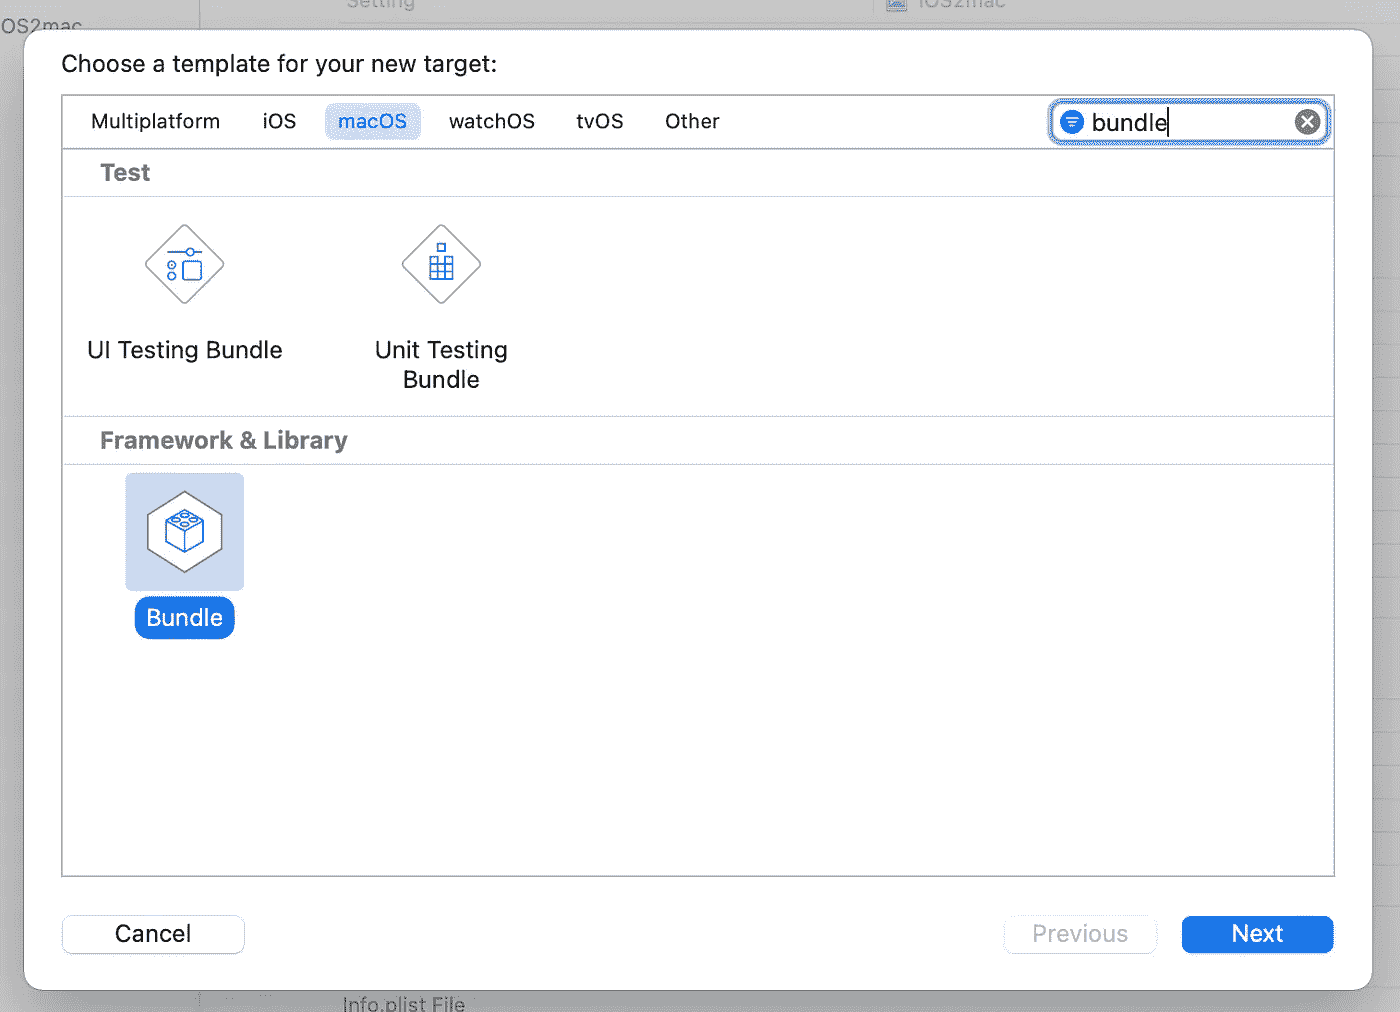 Setting
iOS2mac
OS2mac
Choose a template for your new target:
Multiplatform iOS macOS watchOS tvOS Other bundle
Test
UI Testing Bundle Unit Testing
Bundle
Framework & Library
Bundle
Cancel Previous Next
Info.plist File